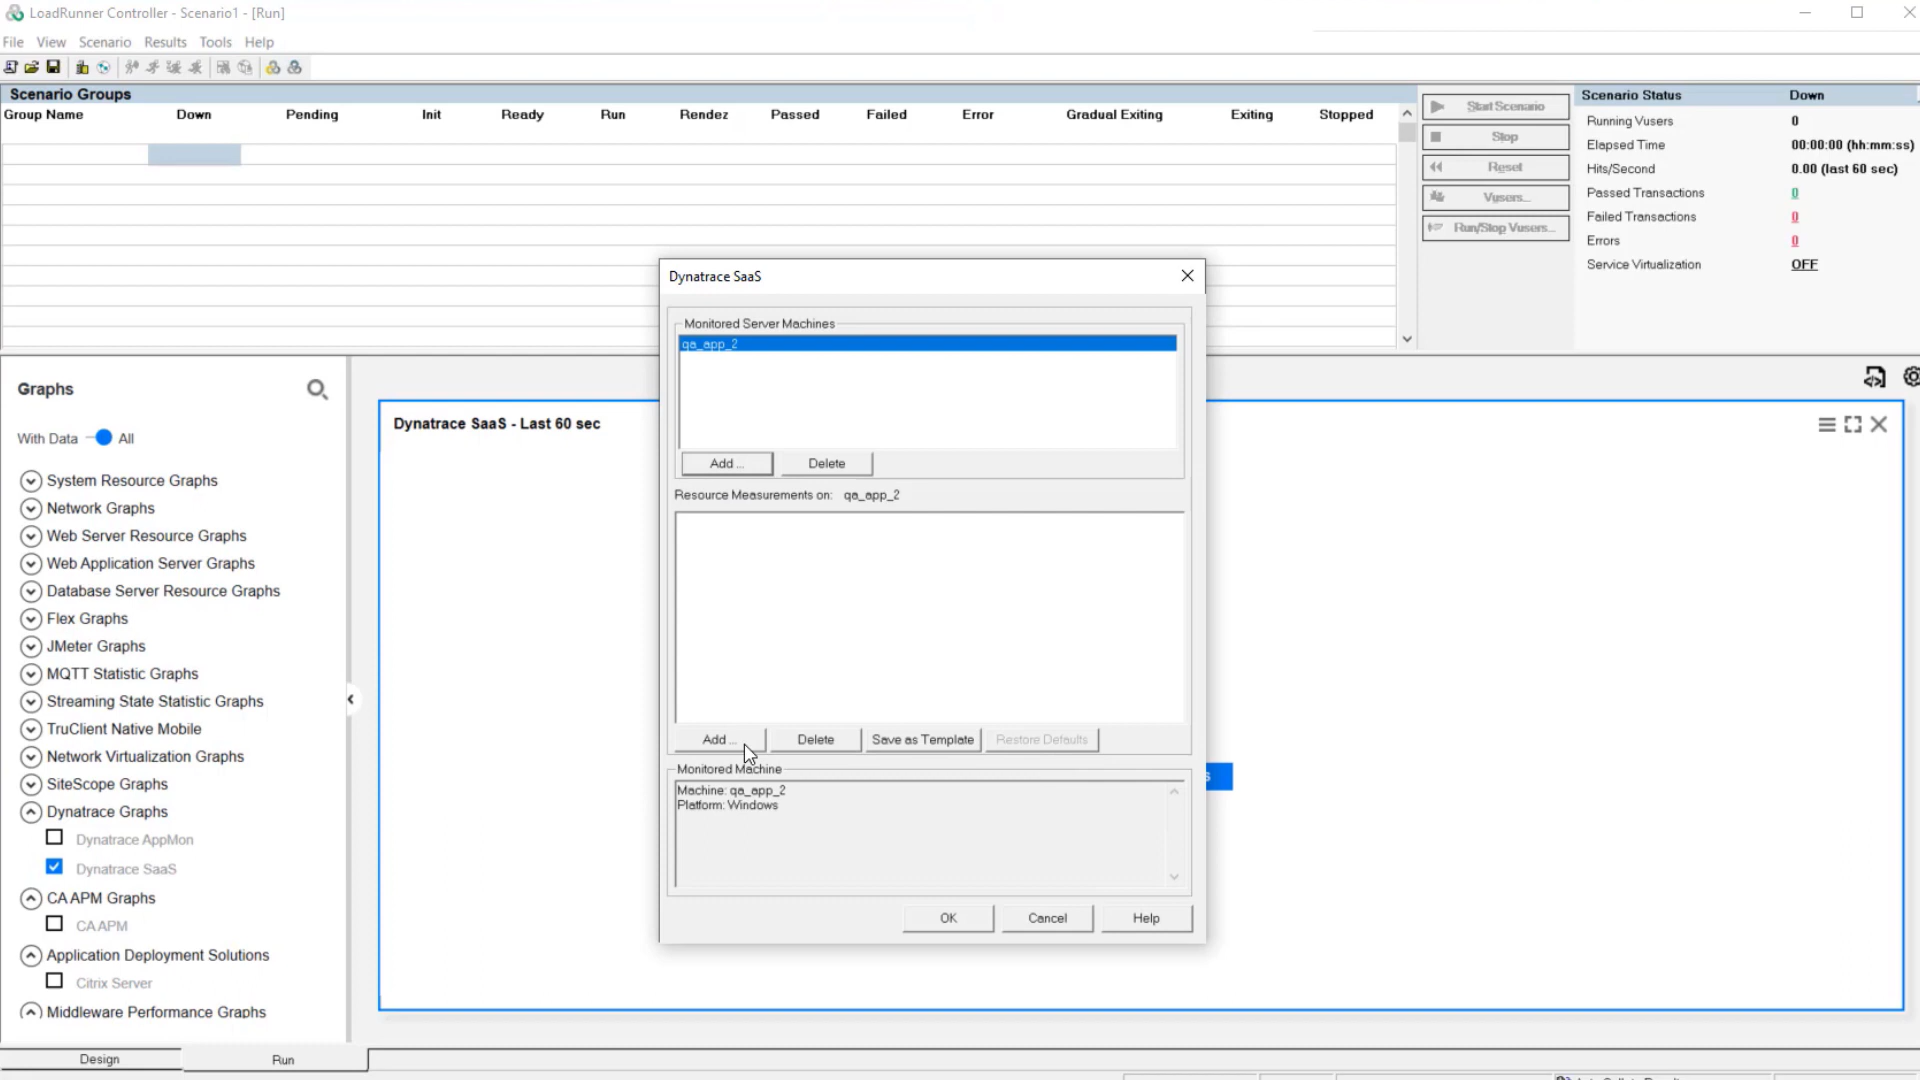 LoadRunner Controller - Scenario1 - [Run]
File View Scenario Results Tools Help
Scenario Groups
Group Name Down Pending Init Ready Run Rendez Passed Failed Error Gradual Exiting Exiting Stopped
Start Scenario
Stop
Reset
Vusers...
Run/Stop Vusers...
Scenario Status Down
Running Vusers 0
Elapsed Time 00:00:00 (hh:mm:ss)
Hits/Second 0.00 (last 60 sec)
Passed Transactions 0
Failed Transactions 0
Errors 0
Service Virtualization OFF
Graphs
With Data All
System Resource Graphs
Network Graphs
Web Server Resource Graphs
Web Application Server Graphs
Database Server Resource Graphs
Flex Graphs
JMeter Graphs
MQTT Statistic Graphs
Streaming State Statistic Graphs
TruClient Native Mobile
Network Virtualization Graphs
SiteScope Graphs
Dynatrace Graphs
Dynatrace AppMon
Dynatrace SaaS
CA APM Graphs
CA APM
Application Deployment Solutions
Citrix Server
Middleware Performance Graphs
Dynatrace SaaS - Last 60 sec
Dynatrace SaaS
Monitored Server Machines
qa_app_2
Add ... Delete
Resource Measurements on: qa_app_2
Add ... Delete Save as Template Restore Defaults
Monitored Machine
Machine: qa_app_2
Platform: Windows
OK Cancel Help
Design Run